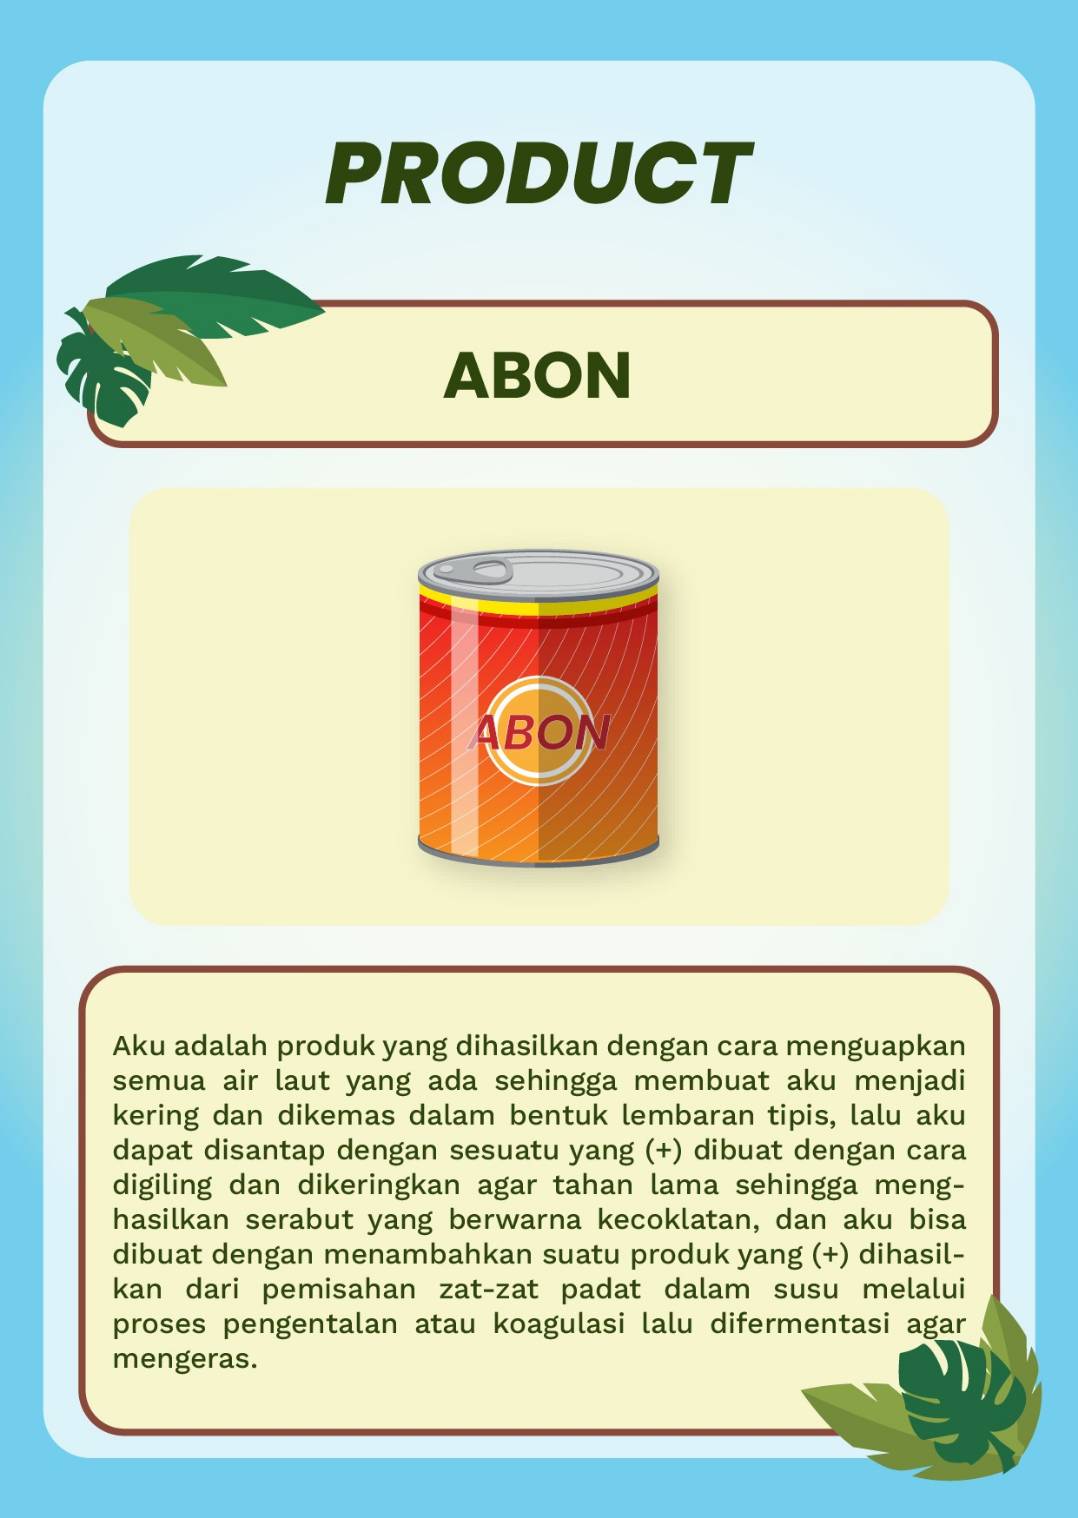 PRODUCT
ABON
ABON
Aku adalah produk yang dihasilkan dengan cara menguapkan
semua air laut yang ada sehingga membuat aku menjadi
kering dan dikemas dalam bentuk lembaran tipis, lalu aku
dapat disantap dengan sesuatu yang (+) dibuat dengan cara
digiling dan dikeringkan agar tahan lama sehingga meng-
hasilkan serabut yang berwarna kecoklatan, dan aku bisa
dibuat dengan menambahkan suatu produk yang (+) dihasil-
kan dari pemisahan zat-zat padat dalam susu melalui
proses pengentalan atau koagulasi lalu difermentasi agar
mengeras.